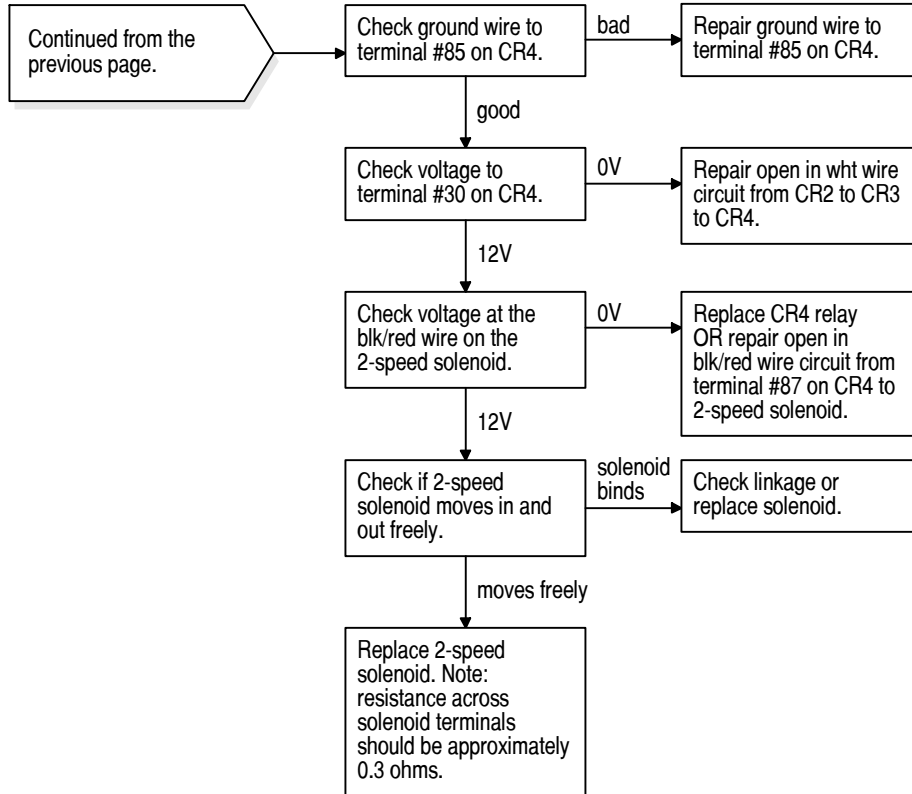 Continued from the
previous page.
Check ground wire to
terminal #85 on CR4.
bad
Repair ground wire to
terminal #85 on CR4.
good
Check voltage to
terminal #30 on CR4.
0V
Repair open in wht wire
circuit from CR2 to CR3
to CR4.
12V
Check voltage at the
blk/red wire on the
2-speed solenoid.
0V
Replace CR4 relay
OR repair open in
blk/red wire circuit from
terminal #87 on CR4 to
2-speed solenoid.
12V
Check if 2-speed
solenoid moves in and
out freely.
solenoid
binds
Check linkage or
replace solenoid.
moves freely
Replace 2-speed
solenoid. Note:
resistance across
solenoid terminals
should be approximately
0.3 ohms.